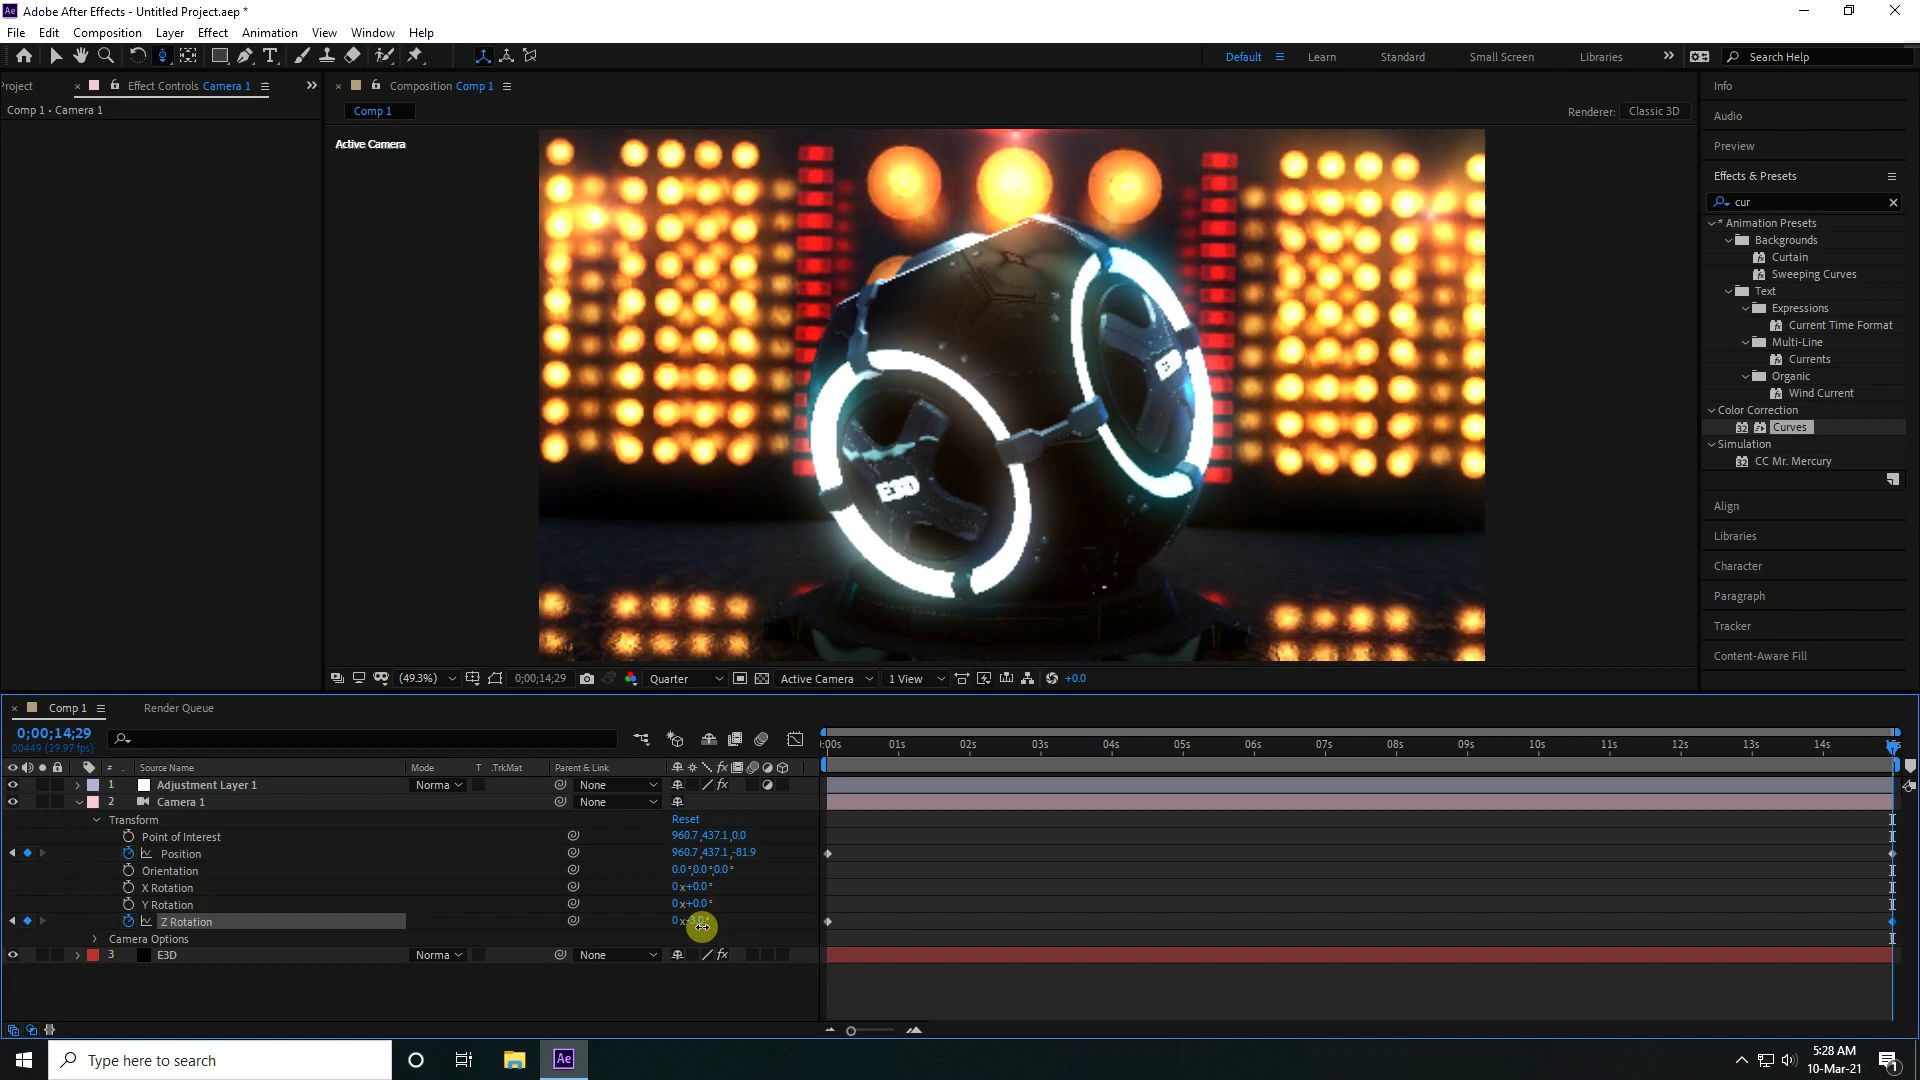 Adobe After Effects - Untitled Project.aep *
File Edit Composition Layer Effect Animation View Window Help
Default Learn Standard Small Screen Libraries Search Help
roject Effect Controls Camera 1 Composition Comp 1
Comp 1 • Camera 1
Comp 1 Renderer: Classic 3D
Active Camera
Info
Audio
Preview
Effects & Presets
cur
* Animation Presets
Backgrounds
Curtain
Sweeping Curves
Text
Expressions
Current Time Format
Multi-Line
Currents
Organic
Wind Current
Color Correction
Curves
Simulation
CC Mr. Mercury
Align
Libraries
Character
Paragraph
Tracker
Content-Aware Fill
(49.3%) 0;00;14;29 Quarter Active Camera 1 View +0.0
Comp 1 Render Queue
0;00;14;29
00449 (29.97 fps)
:00s 01s 02s 03s 04s 05s 06s 07s 08s 09s 10s 11s 12s 13s 14s 15s
# Source Name Mode T .TrkMat Parent & Link
1 Adjustment Layer 1 Norma None
2 Camera 1 None
Transform Reset
Point of Interest 960.7,437.1,0.0
Position 960.7,437.1,-81.9
Orientation 0.0°,0.0°,0.0°
X Rotation 0x+0.0°
Y Rotation 0x+0.0°
Z Rotation 0x-3.0°
Camera Options
3 E3D Norma None
Type here to search
Ae
5:28 AM
10-Mar-21
1